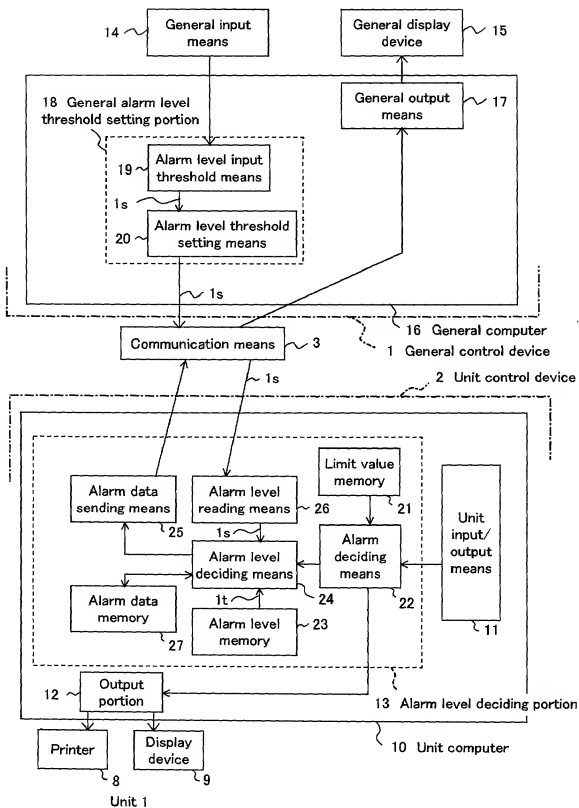 General input
means
14
General display
device
15
18 General alarm level
threshold setting portion
General output
means
17
Alarm level input
threshold means
19
1s
Alarm level threshold
setting means
20
1s
16 General computer
1 General control device
Communication means
3
1s
2 Unit control device
Limit value
memory
21
Alarm data
sending means
25
Alarm level
reading means
26
Unit
input/
output
means
11
1s
Alarm level
deciding means
24
Alarm
deciding
means
22
1t
Alarm data
memory
27
Alarm level
memory
23
12
Output
portion
13 Alarm level deciding portion
10 Unit computer
Printer
8
Display
device
9
Unit 1